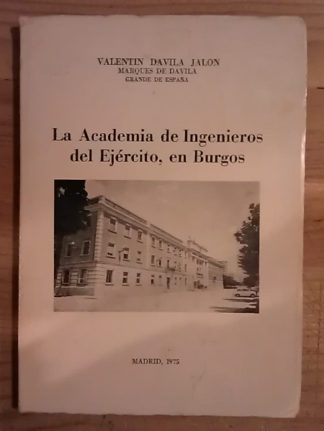 VALENTIN DAVILA JALON
MARQUES DE DAVILA
GRANDE DE ESPAÑA
La Academia de Ingenieros
del Ejército, en Burgos
MADRID, 1975